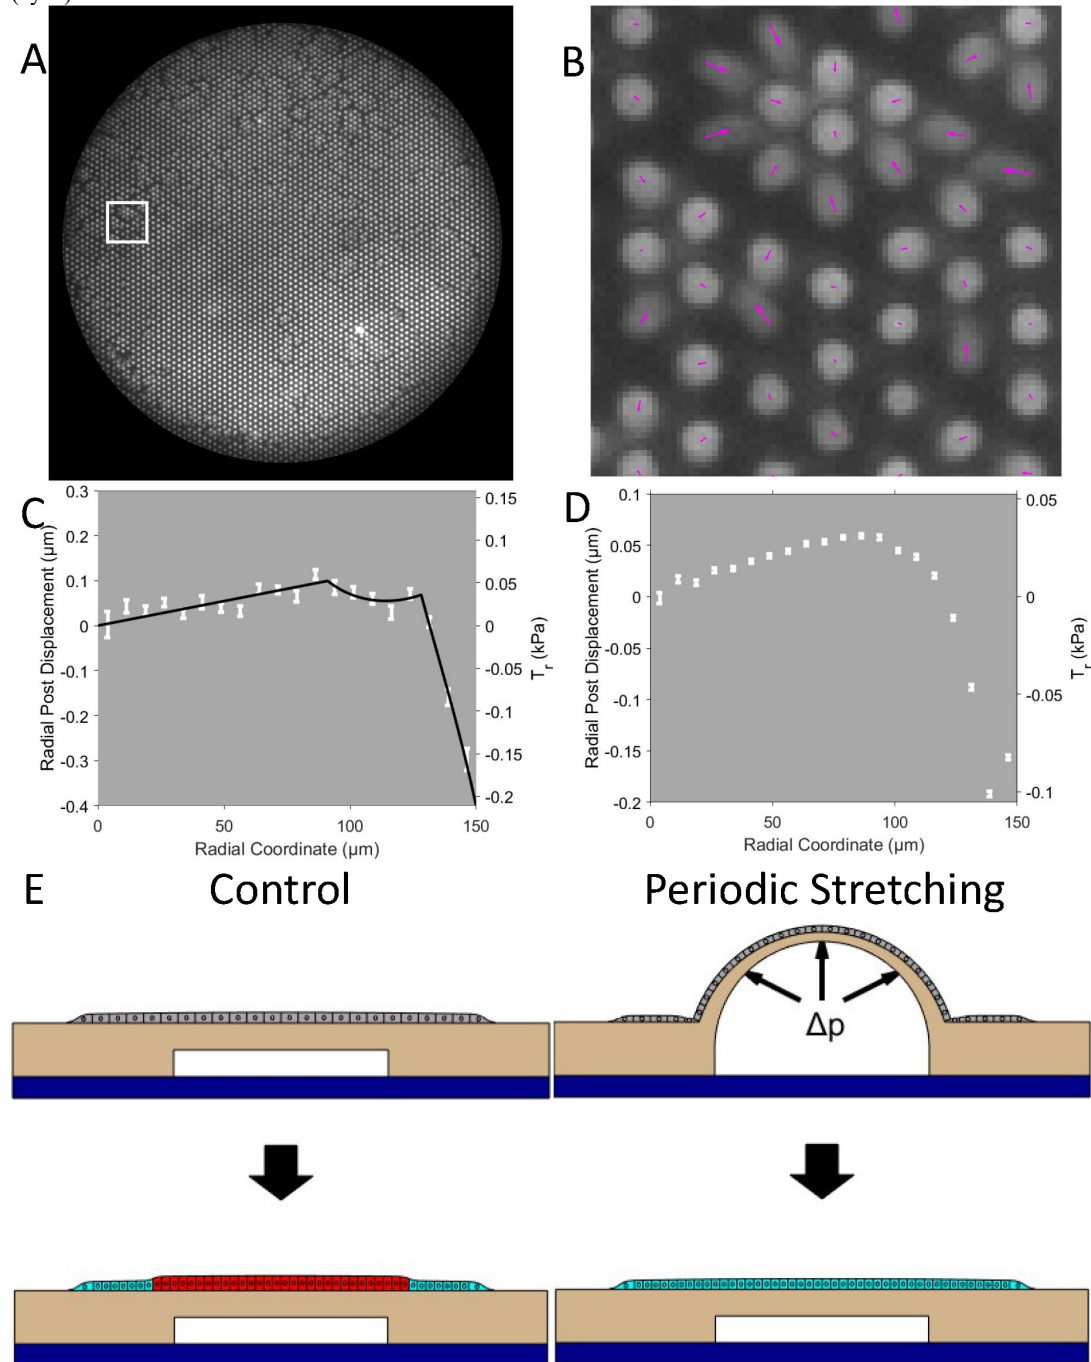 A
B
C
0.3
0.2
0.1
0
-0.1
-0.2
-0.3
-0.4
Radial Post Displacement (μm)
0.15
0.1
0.05
0
-0.05
-0.1
-0.15
-0.2
Tr (kPa)
0 50 100 150
Radial Coordinate (μm)
D
0.1
0.05
0
-0.05
-0.1
-0.15
-0.2
Radial Post Displacement (μm)
0.05
0
-0.05
-0.1
Tr (kPa)
0 50 100 150
Radial Coordinate (μm)
E Control Periodic Stretching
Δp